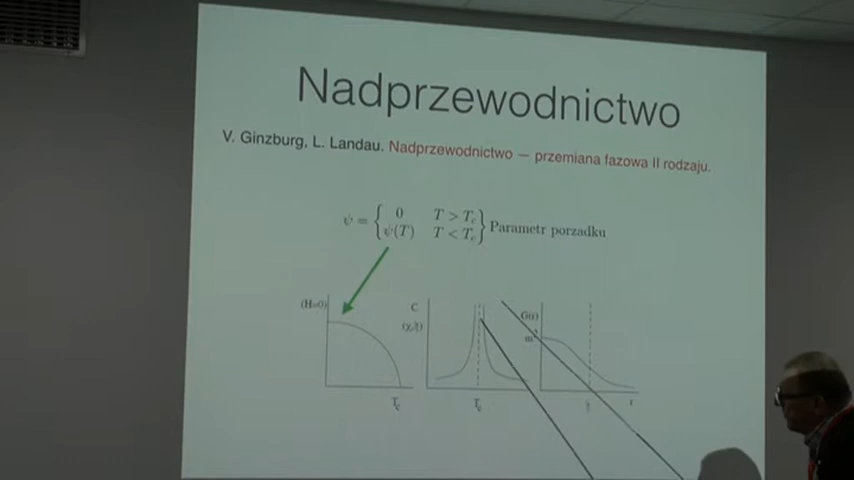 Nadprzewodnictwo
V. Ginzburg, L. Landau. Nadprzewodnictwo — przemiana fazowa II rodzaju.
ψ = { 0 T > T_c
ψ(T) T < T_c } Parametr porzadku
(H=0) C G(r)
T_c T_c r